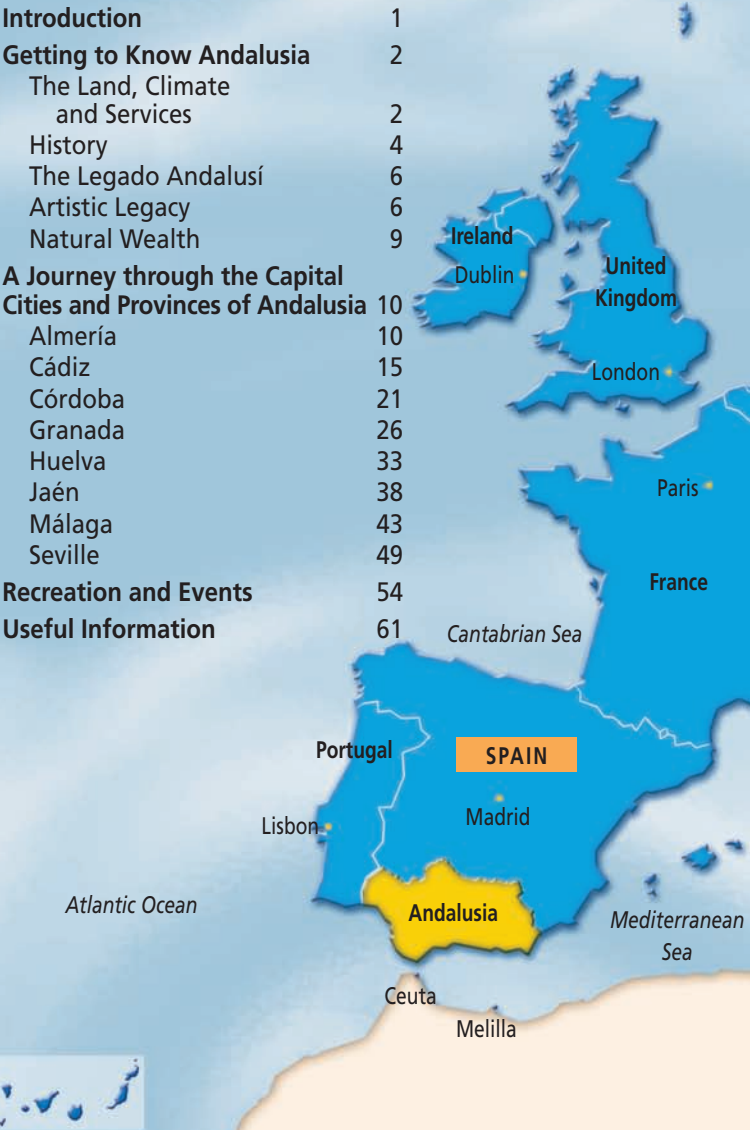 Introduction 1
Getting to Know Andalusia 2
The Land, Climate
and Services 2
History 4
The Legado Andalusí 6
Artistic Legacy 6
Natural Wealth 9
A Journey through the Capital
Cities and Provinces of Andalusia 10
Almería 10
Cádiz 15
Córdoba 21
Granada 26
Huelva 33
Jaén 38
Málaga 43
Seville 49
Recreation and Events 54
Useful Information 61
Ireland
Dublin
United
Kingdom
London
Paris
France
Cantabrian Sea
Portugal
SPAIN
Madrid
Lisbon
Atlantic Ocean
Andalusia
Mediterranean
Sea
Ceuta
Melilla